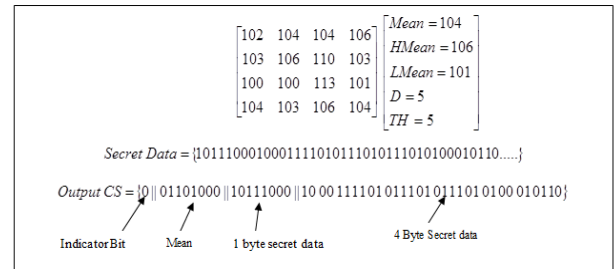 102 104 104 106 Mean = 104
103 106 110 103 HMean = 106
100 100 113 101 LMean = 101
104 103 106 104 D = 5
TH = 5
Secret Data = {1011100010001111010111010111010100010110.....}
Output CS = {0 || 01101000 || 10111000 || 10 00 111101 011101 011101 0100 010110}
Indicator Bit Mean 1 byte secret data 4 Byte Secret data